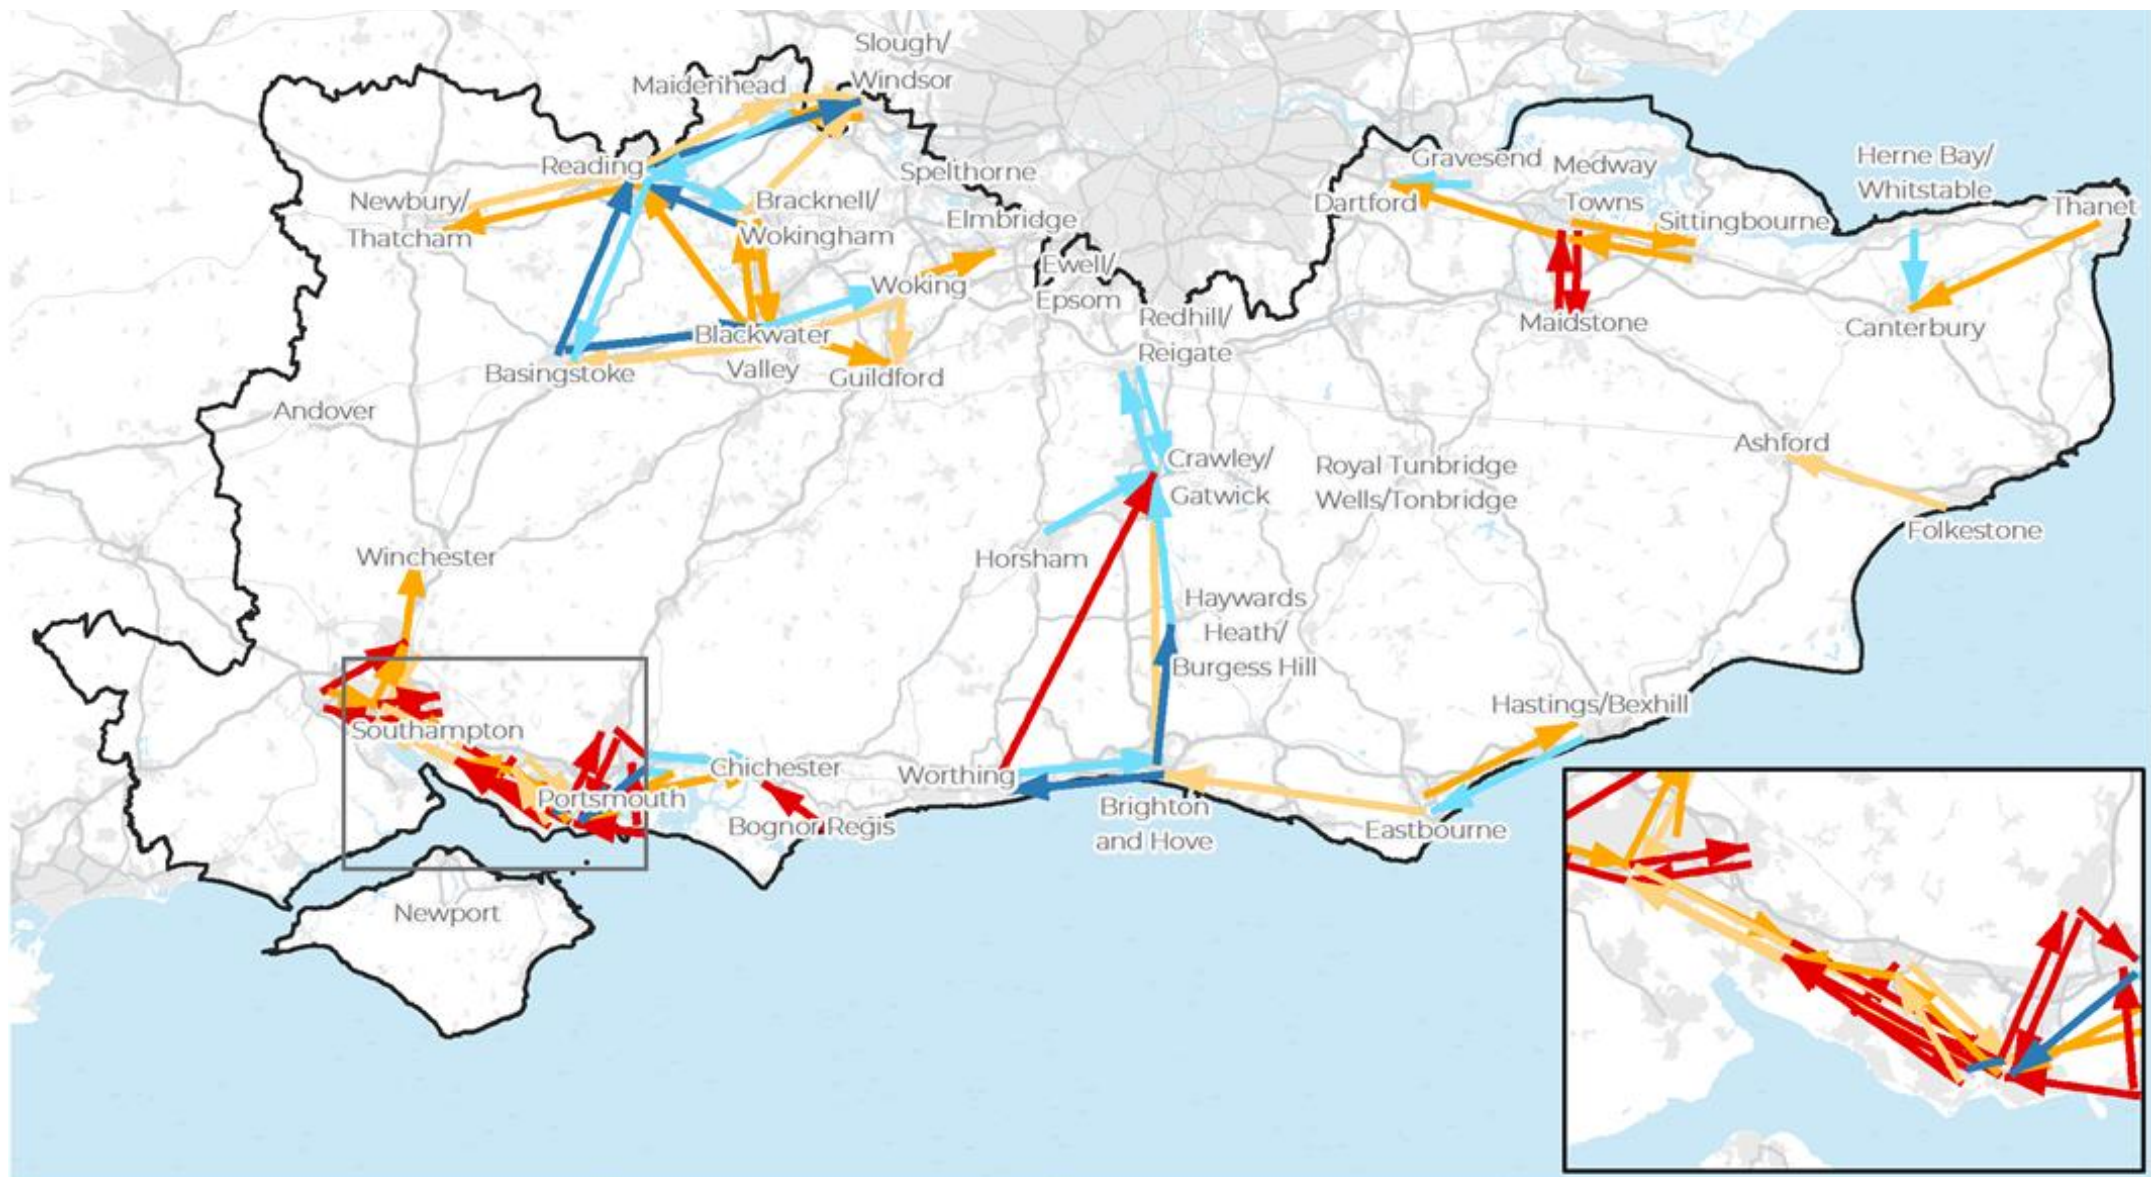 Slough/
Windsor
Maidenhead
Reading
Newbury/
Thatcham
Bracknell/
Wokingham
Spelthorne
Elmbridge
Ewell/
Epsom
Woking
Blackwater
Valley
Guildford
Basingstoke
Andover
Redhill/
Reigate
Gravesend
Dartford
Medway
Towns
Sittingbourne
Maidstone
Herne Bay/
Whitstable
Thanet
Canterbury
Ashford
Folkestone
Crawley/
Gatwick
Royal Tunbridge
Wells/Tonbridge
Horsham
Haywards
Heath/
Burgess Hill
Winchester
Southampton
Portsmouth
Chichester
Bognor Regis
Worthing
Brighton
and Hove
Eastbourne
Hastings/Bexhill
Newport